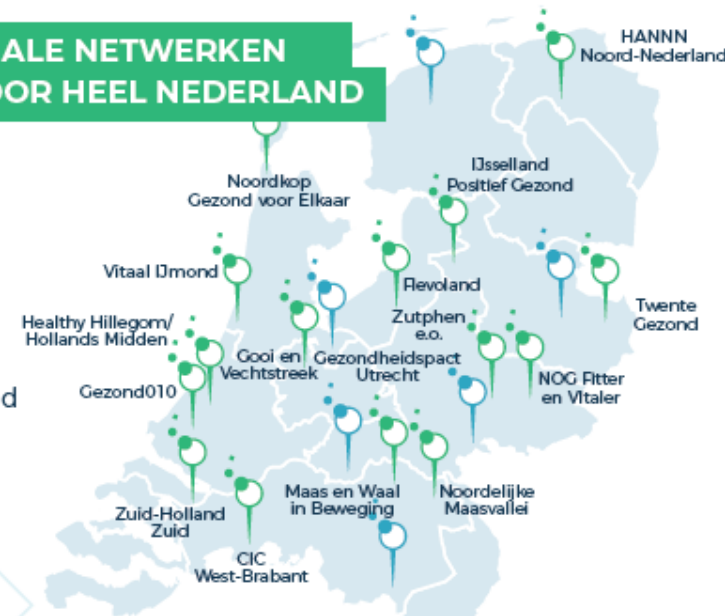 ALE NETWERKEN
OOR HEEL NEDERLAND
HANNN
Noord-Nederland
IJsselland
Positief Gezond
Noordkop
Gezond voor Elkaar
Vitaal IJmond
Flevoland
Twente
Gezond
Zutphen
e.o.
Healthy Hillegom/
Hollands Midden
Gooi en
Vechtstreek
Gezondheidspact
Utrecht
NOG Fitter
en Vitaler
Gezond010
d
Maas en Waal
in Beweging
Noordelijke
Maasvallei
Zuid-Holland
Zuid
CIC
West-Brabant